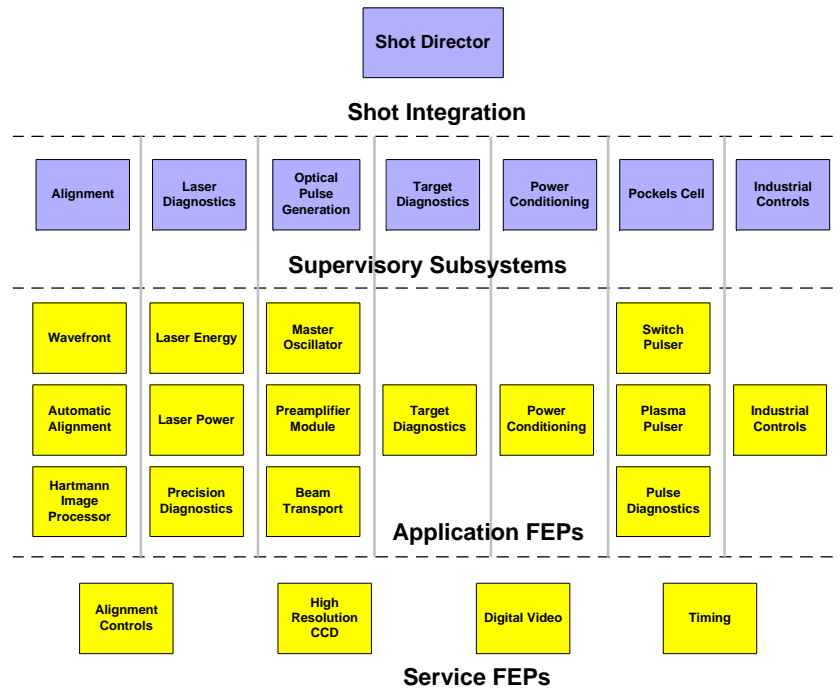 Shot Director
Shot Integration
Alignment
Laser
Diagnostics
Optical
Pulse
Generation
Target
Diagnostics
Power
Conditioning
Pockels Cell
Industrial
Controls
Supervisory Subsystems
Wavefront
Laser Energy
Master
Oscillator
Switch
Pulser
Automatic
Alignment
Laser Power
Preamplifier
Module
Target
Diagnostics
Power
Conditioning
Plasma
Pulser
Industrial
Controls
Hartmann
Image
Processor
Precision
Diagnostics
Beam
Transport
Pulse
Diagnostics
Application FEPs
Alignment
Controls
High
Resolution
CCD
Digital Video
Timing
Service FEPs